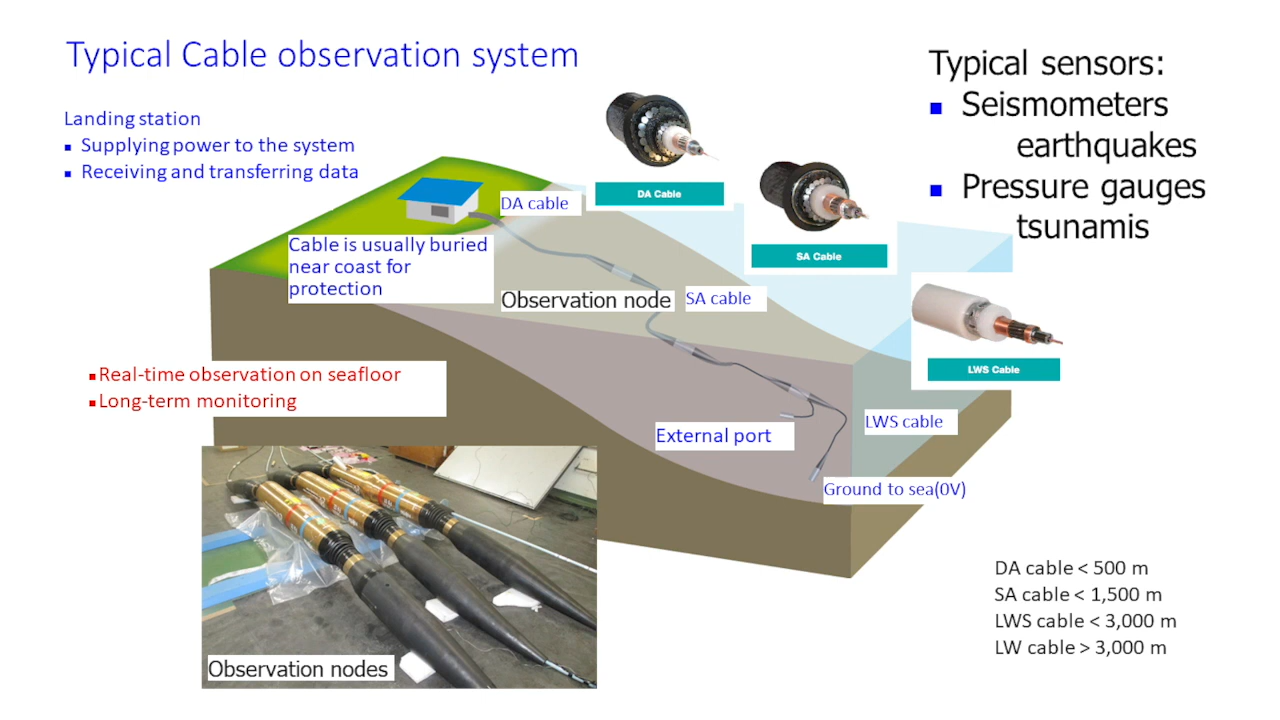 Typical Cable observation system
Landing station
▪ Supplying power to the system
▪ Receiving and transferring data
Typical sensors:
▪ Seismometers
earthquakes
▪ Pressure gauges
tsunamis
DA Cable
DA cable
SA Cable
Cable is usually buried
near coast for
protection
Observation node
SA cable
LWS Cable
▪Real-time observation on seafloor
▪Long-term monitoring
LWS cable
External port
Ground to sea(0V)
DA cable < 500 m
SA cable < 1,500 m
LWS cable < 3,000 m
LW cable > 3,000 m
Observation nodes